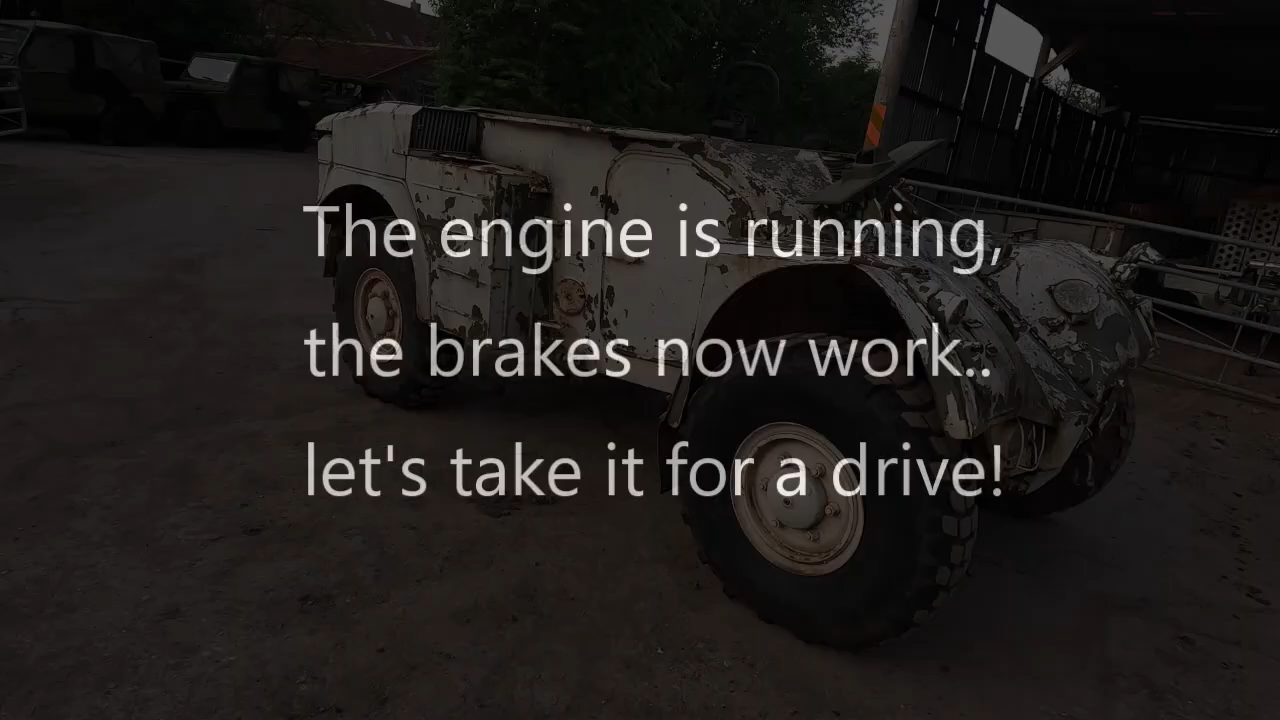 The engine is running,
the brakes now work..
let's take it for a drive!